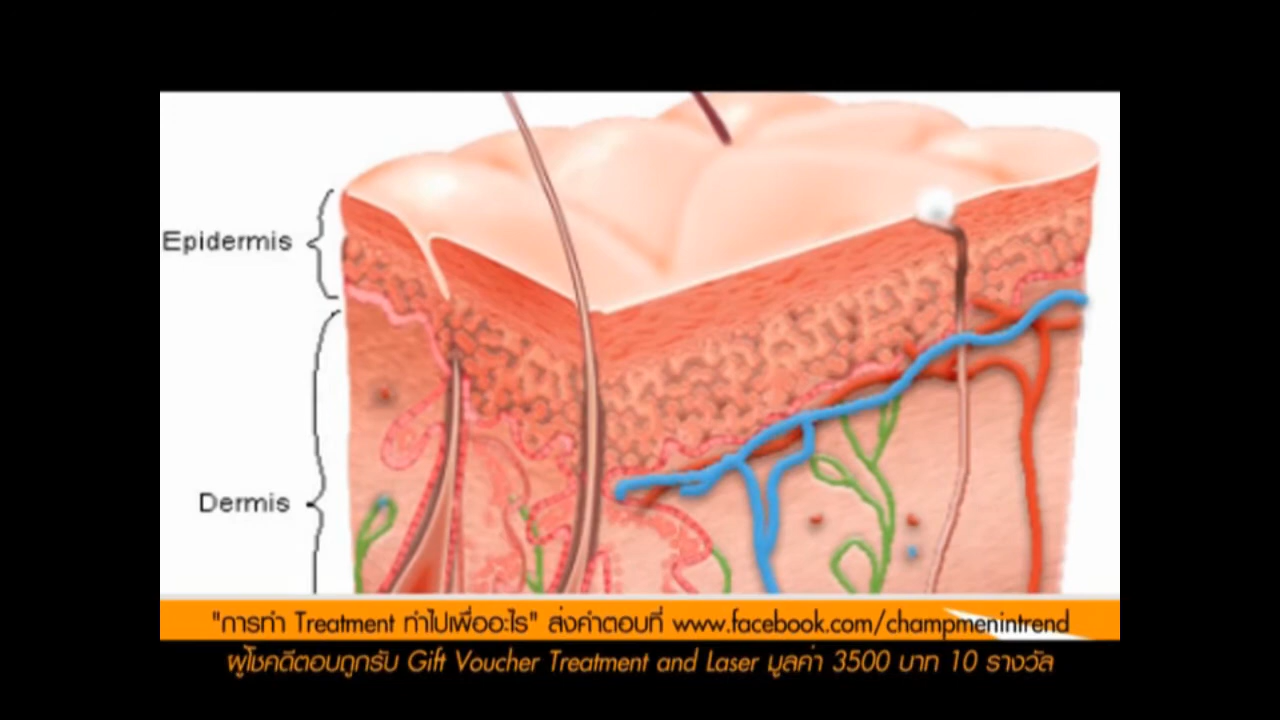 Epidermis
Dermis
"การทำ Treatment ทำไปเพื่ออะไร" ส่งคำตอบที่ www.facebook.com/champmenintrend
ผู้โชคดีตอบถูกรับ Gift Voucher Treatment and Laser มูลค่า 3500 บาท 10 รางวัล